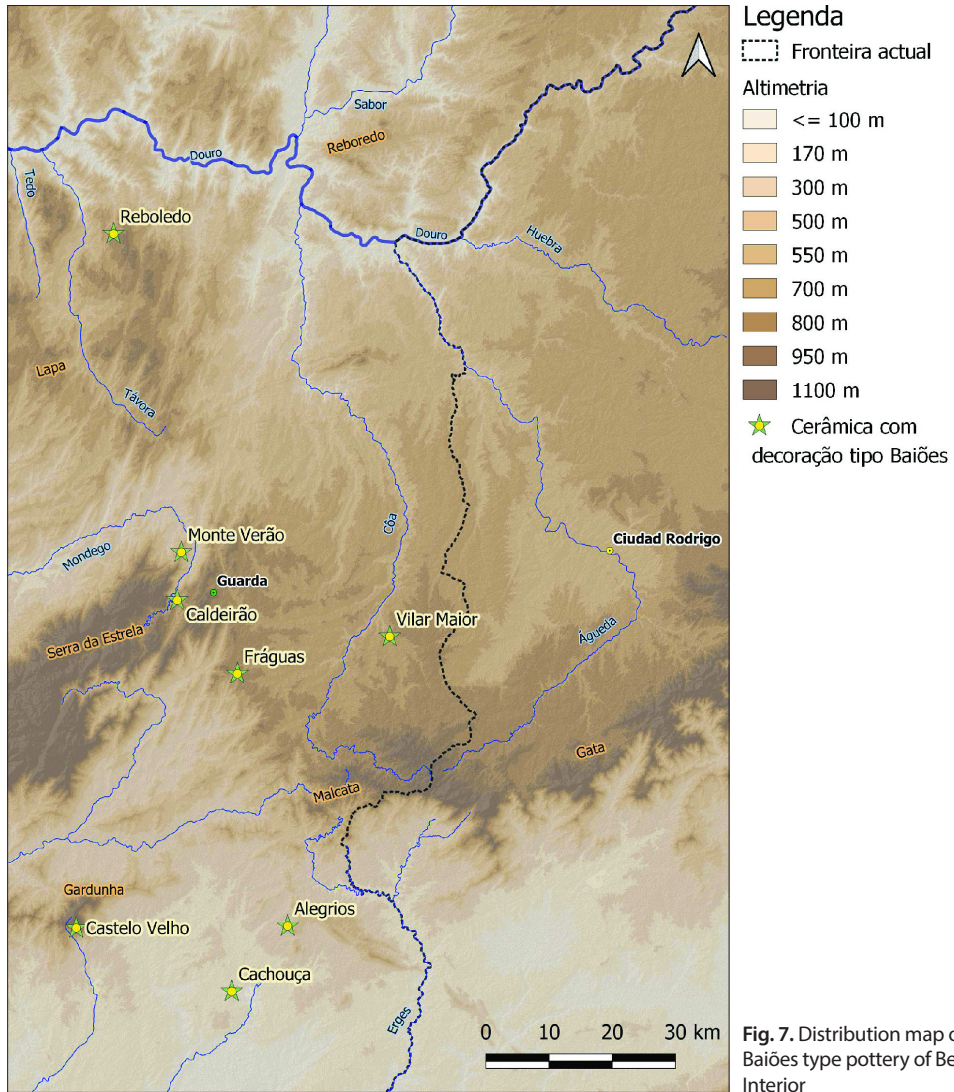 Legenda
Fronteira actual
Altimetria
<= 100 m
170 m
300 m
500 m
550 m
700 m
800 m
950 m
1100 m
Cerâmica com
decoração tipo Baiões
Sabor
Reboredo
Douro
Tedo
Reboledo
Douro
Huebra
Lapa
Távora
Côa
Monte Verão
Mondego
Ciudad Rodrigo
Guarda
Caldeirão
Vilar Maior
Serra da Estrela
Águeda
Fráguas
Gata
Malcata
Gardunha
Alegrios
Castelo Velho
Cachouça
Erges
0 10 20 30 km
Fig. 7. Distribution map
Baiões type pottery of
Interior